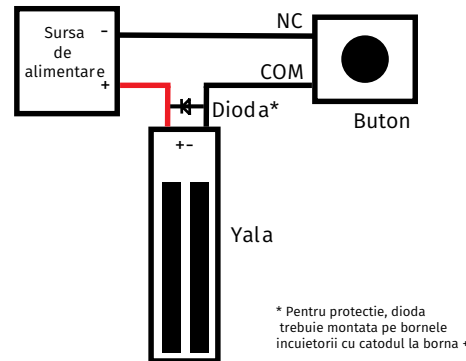 Sursa
de
alimentare
-
+
NC
COM
Dioda*
Buton
+-
Yala
* Pentru protectie, dioda
trebuie montata pe bornele
incuietorii cu catodul la borna +